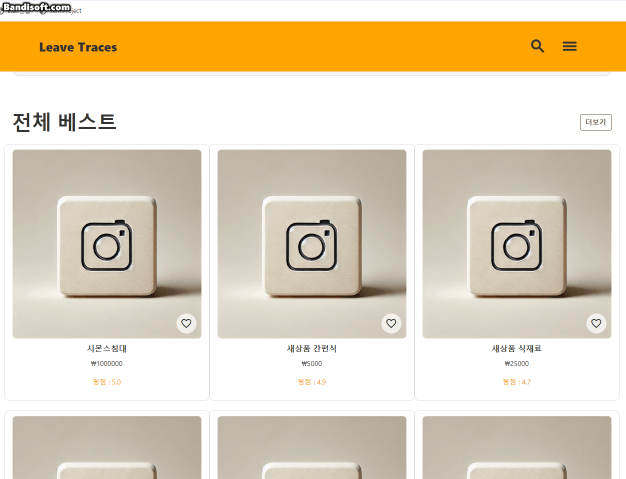 Bandisoft.com
Leave Traces
전체 베스트
더보기
시몬스침대
₩1000000
평점 : 5.0
새상품 간편식
₩5000
평점 : 4.9
새상품 식재료
₩25000
평점 : 4.7